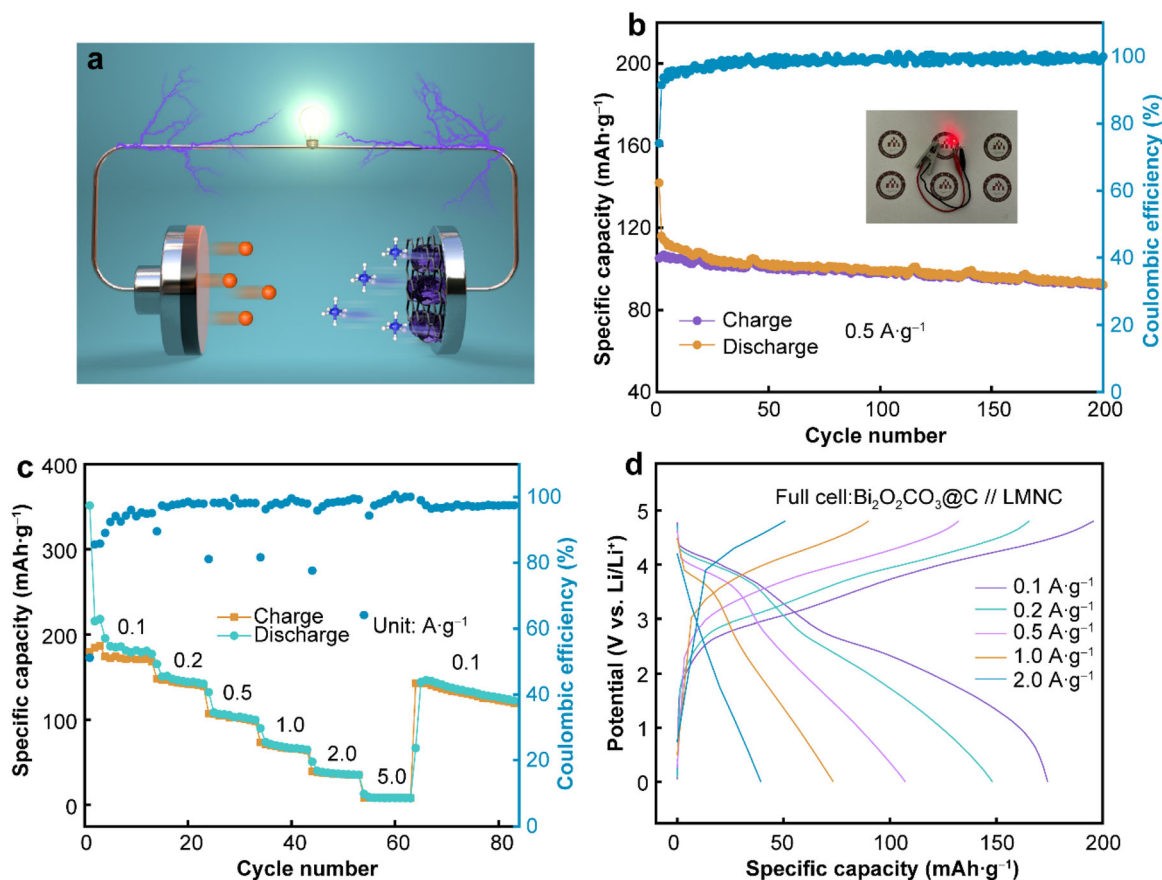 a
b
200
160
120
80
40
Specific capacity (mAh·g⁻¹)
100
80
60
40
20
0
Coulombic efficiency (%)
Charge
Discharge
0.5 A·g⁻¹
0
50
100
150
200
Cycle number
c
400
300
200
100
0
Specific capacity (mAh·g⁻¹)
100
80
60
40
20
0
Coulombic efficiency (%)
Charge
Discharge
Unit: A·g⁻¹
0.1
0.2
0.5
1.0
2.0
5.0
0.1
0
20
40
60
80
Cycle number
d
Full cell:Bi₂O₂CO₃@C // LMNC
5
4
3
2
1
0
Potential (V vs. Li/Li⁺)
0.1 A·g⁻¹
0.2 A·g⁻¹
0.5 A·g⁻¹
1.0 A·g⁻¹
2.0 A·g⁻¹
0
50
100
150
200
Specific capacity (mAh·g⁻¹)